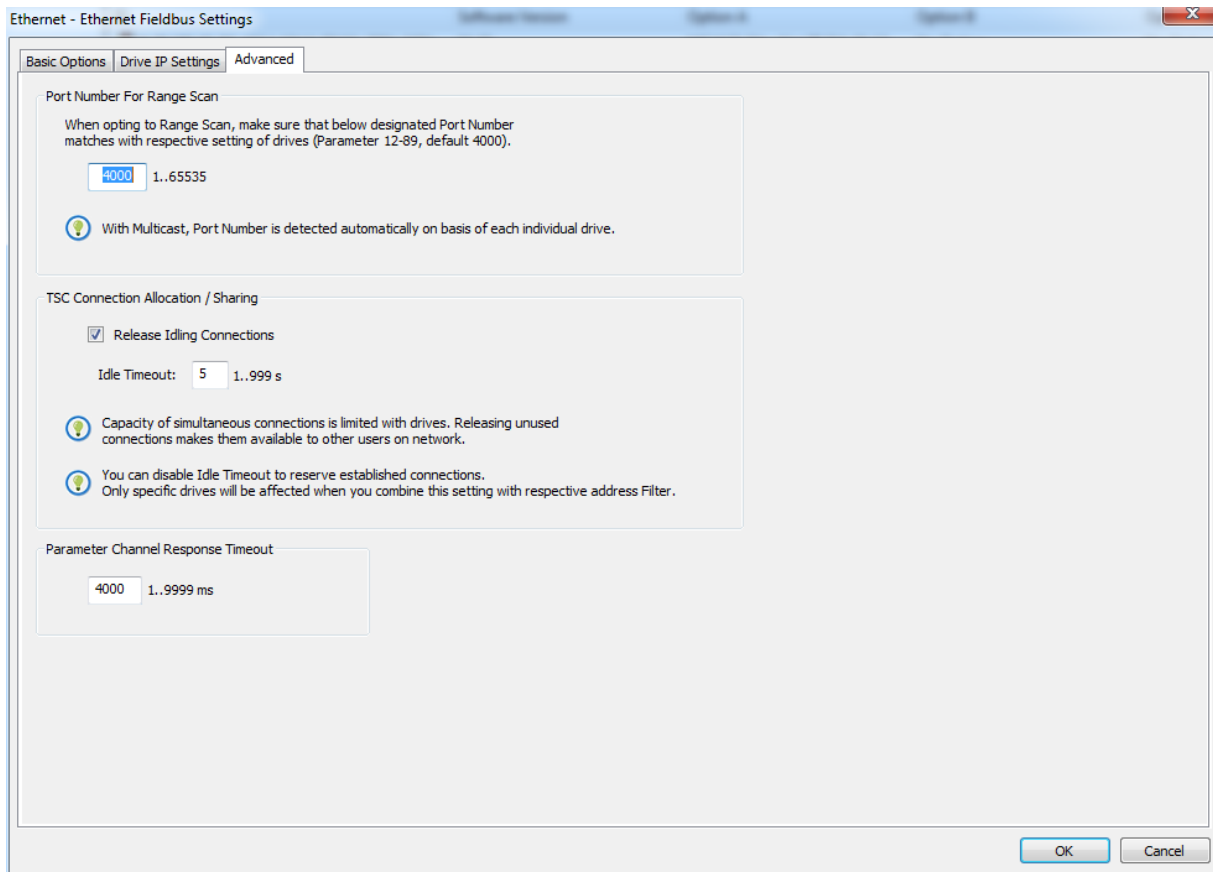 Ethernet - Ethernet Fieldbus Settings
Software Version Option A Option B
Basic Options Drive IP Settings Advanced
Port Number For Range Scan
When opting to Range Scan, make sure that below designated Port Number
matches with respective setting of drives (Parameter 12-89, default 4000).
4000 1..65535
With Multicast, Port Number is detected automatically on basis of each individual drive.
TSC Connection Allocation / Sharing
Release Idling Connections
Idle Timeout: 5 1..999 s
Capacity of simultaneous connections is limited with drives. Releasing unused
connections makes them available to other users on network.
You can disable Idle Timeout to reserve established connections.
Only specific drives will be affected when you combine this setting with respective address Filter.
Parameter Channel Response Timeout
4000 1..9999 ms
OK Cancel